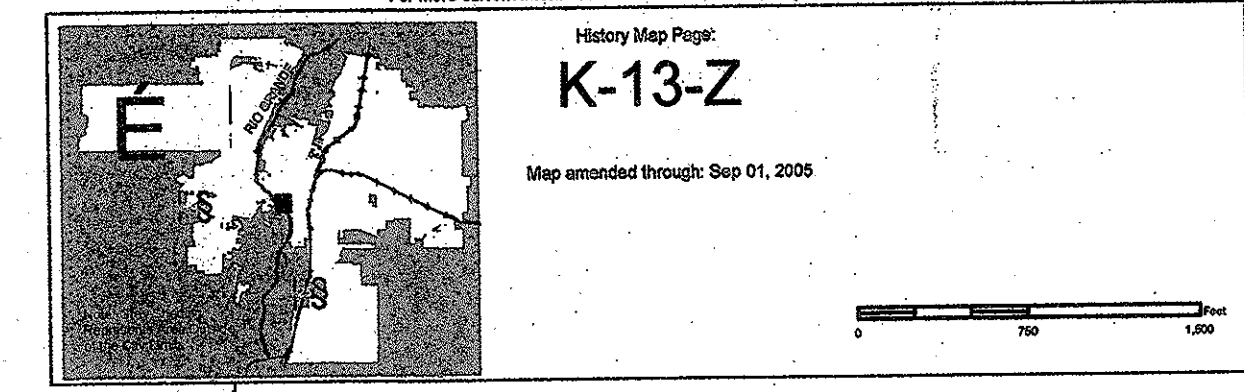 History Map Page:
K-13-Z
Map amended through: Sep 01, 2005
É
RIO GRANDE
§
§
Feet
0 750 1,500